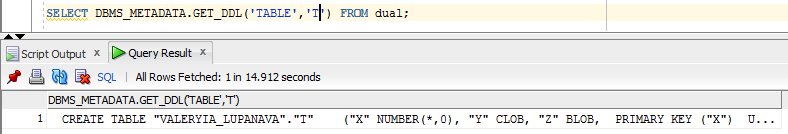 SELECT DBMS_METADATA.GET_DDL('TABLE','T') FROM dual;
Script Output x Query Result x
SQL | All Rows Fetched: 1 in 14.912 seconds
DBMS_METADATA.GET_DDL('TABLE','T')
1 CREATE TABLE "VALERYIA_LUPANAVA"."T" ("X" NUMBER(*,0), "Y" CLOB, "Z" BLOB, PRIMARY KEY ("X") U...